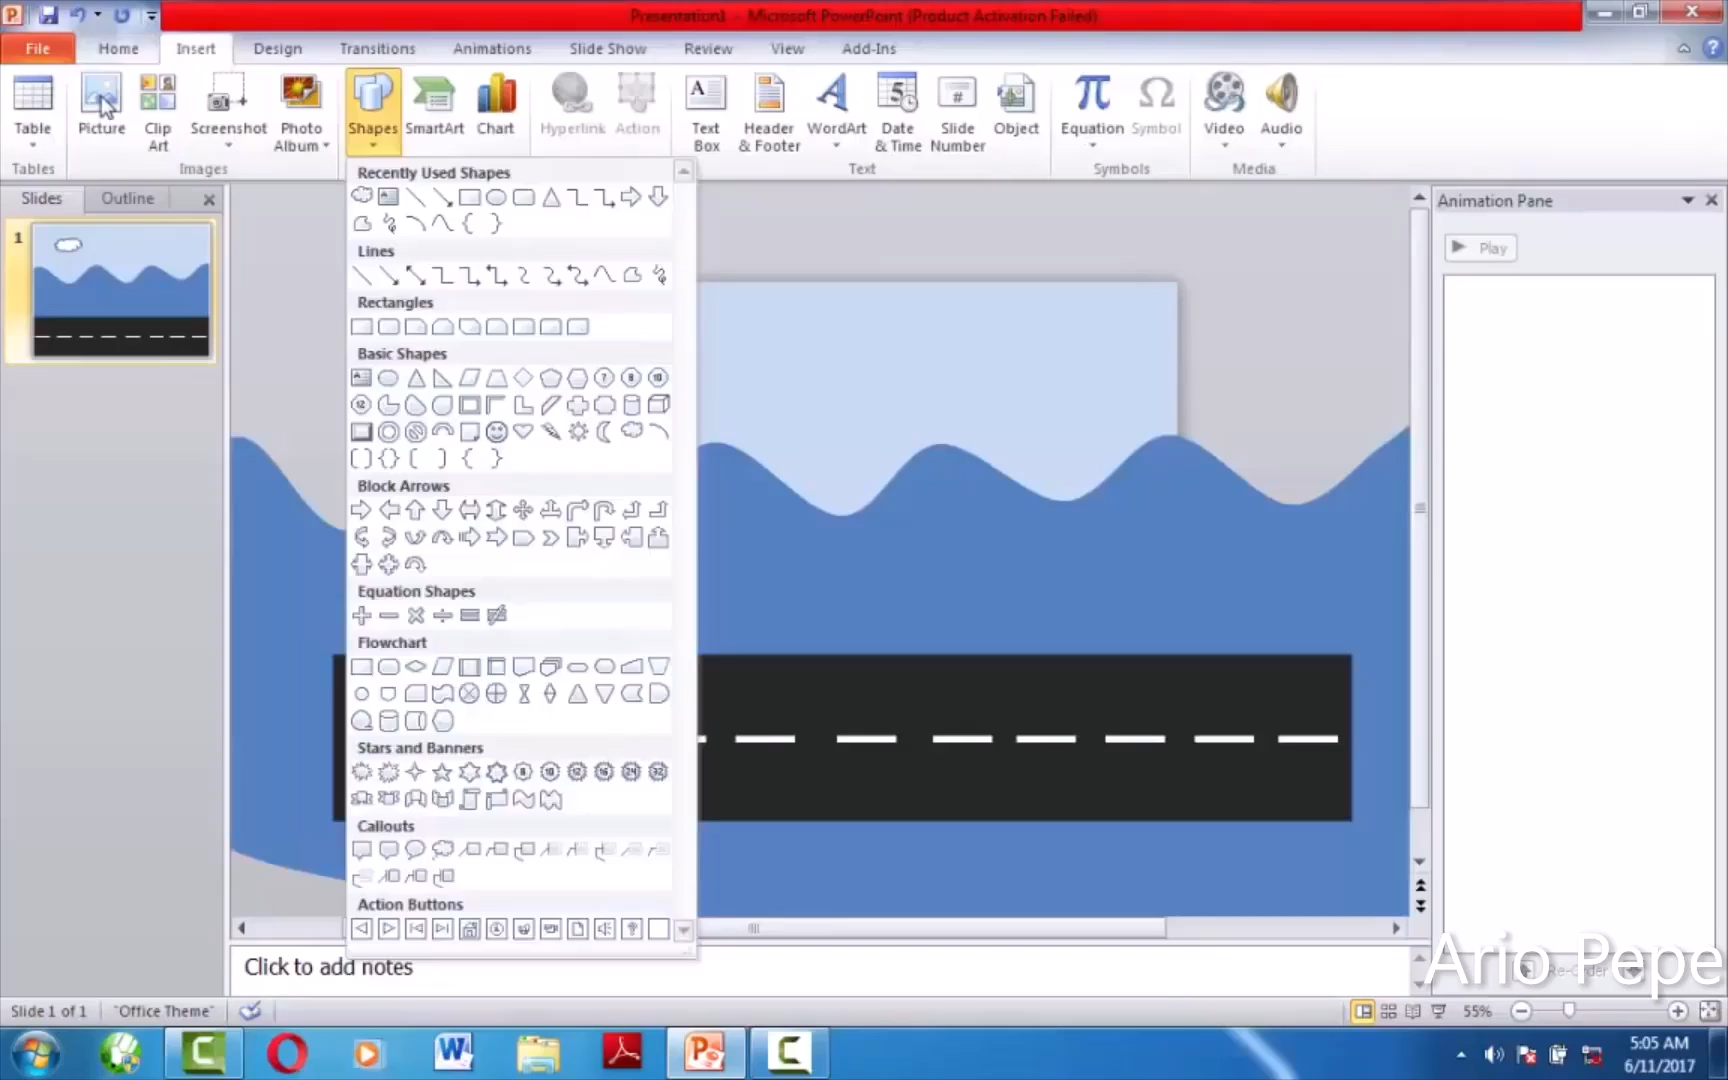 Presentation1 - Microsoft PowerPoint (Product Activation Failed)
File Home Insert Design Transitions Animations Slide Show Review View Add-Ins
Table Picture Clip Art Screenshot Photo Album Shapes SmartArt Chart Hyperlink Action Text Box Header & Footer WordArt Date & Time Slide Number Object Equation Symbol Video Audio
Tables Images Text Symbols Media
Slides Outline
1
Recently Used Shapes
Lines
Rectangles
Basic Shapes
Block Arrows
Equation Shapes
Flowchart
Stars and Banners
Callouts
Action Buttons
Animation Pane
Play
Click to add notes
Re-Order
Ario Pepe
Slide 1 of 1 "Office Theme" 55%
5:05 AM
6/11/2017